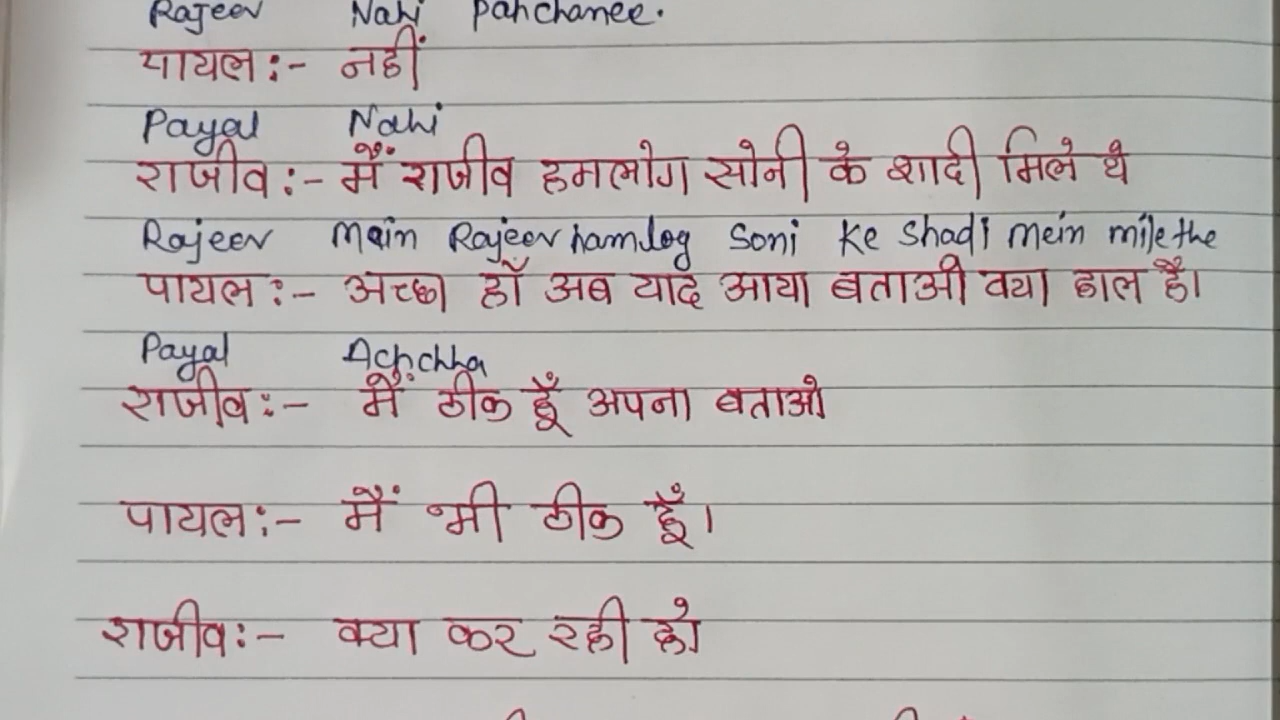 Rajeev Nahi pahchanee.
पायल:- नहीं
Payal Nahi
राजीव:- मैं राजीव हमलोग सोनी के शादी मिले थे
Rajeev Main Rajeev hamlog Soni Ke Shadi mein mile the
पायल:- अच्छा हाँ अब याद आया बताओ क्या हाल है।
Payal Achchha
राजीव:- मैं ठीक हूँ अपना बताओ
पायल:- मैं भी ठीक हूँ।
राजीव:- क्या कर रही हो